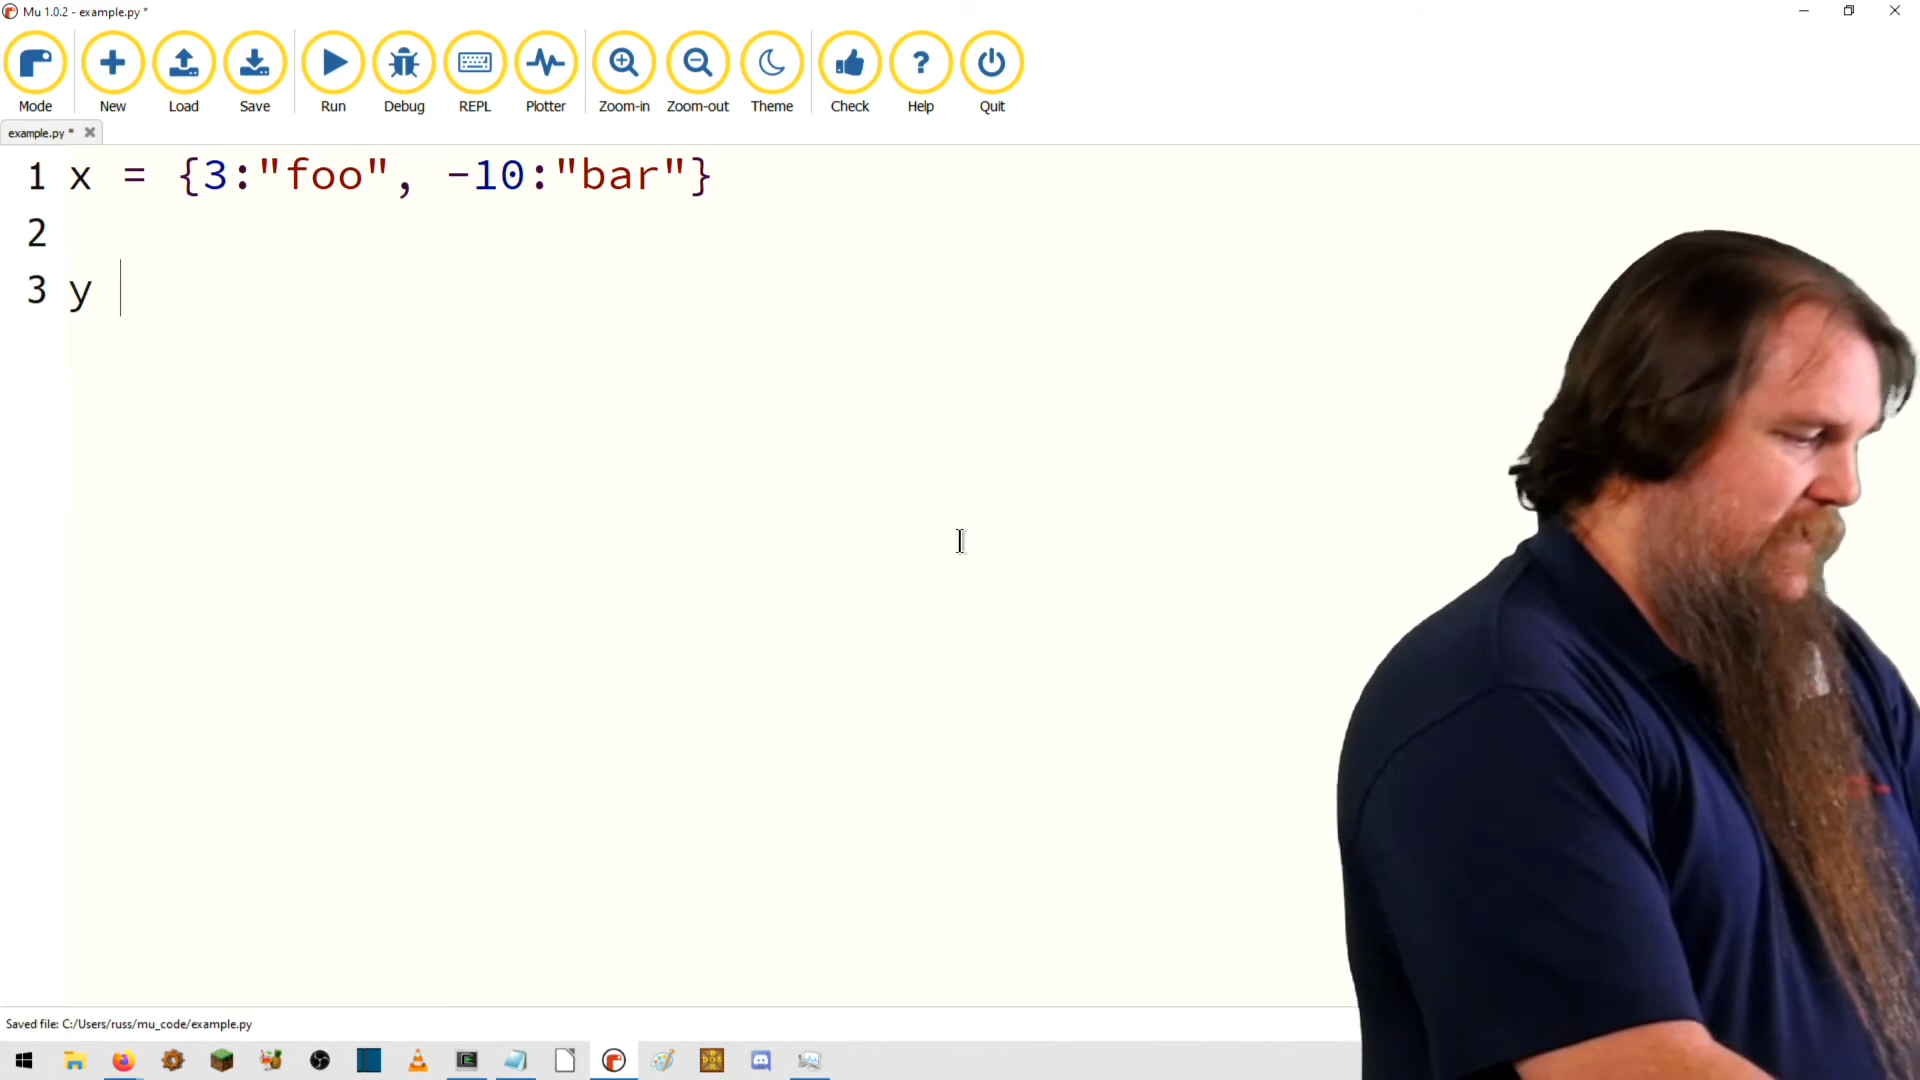 Mu 1.0.2 - example.py *
Mode New Load Save Run Debug REPL Plotter Zoom-in Zoom-out Theme Check Help Quit
example.py *
1 x = {3:"foo", -10:"bar"}
2
3 y
Saved file: C:/Users/russ/mu_code/example.py